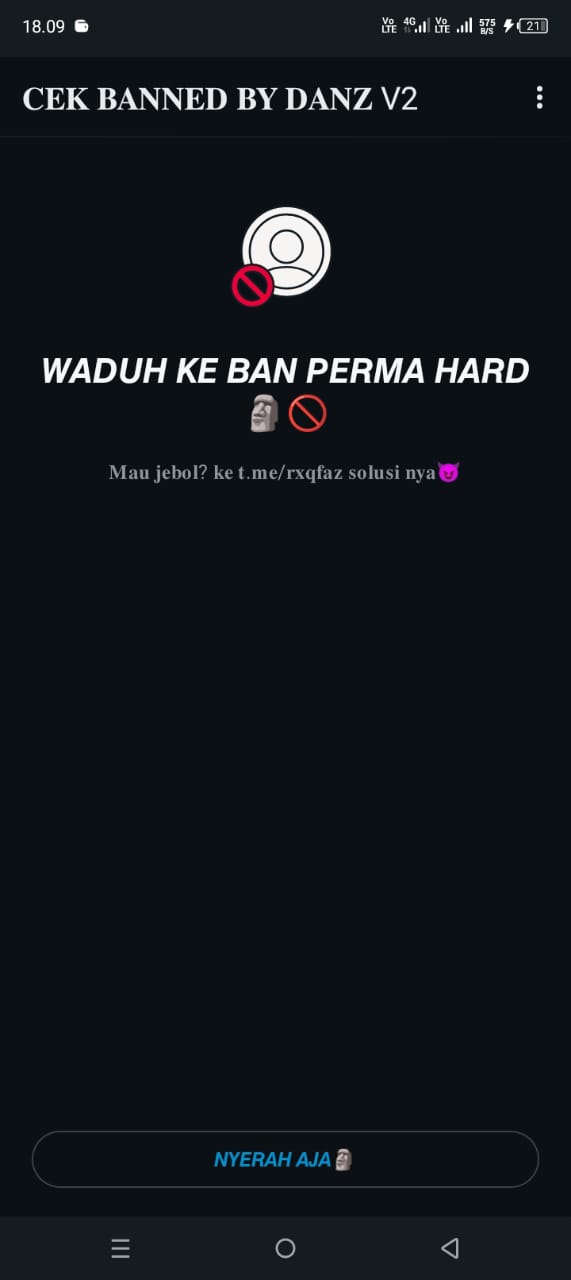 18.09
Vo LTE 4G Vo LTE 575 B/S 21
CEK BANNED BY DANZ V2
WADUH KE BAN PERMA HARD
🗿🚫
Mau jebol? ke t.me/rxqfaz solusi nya😈
NYERAH AJA🗿